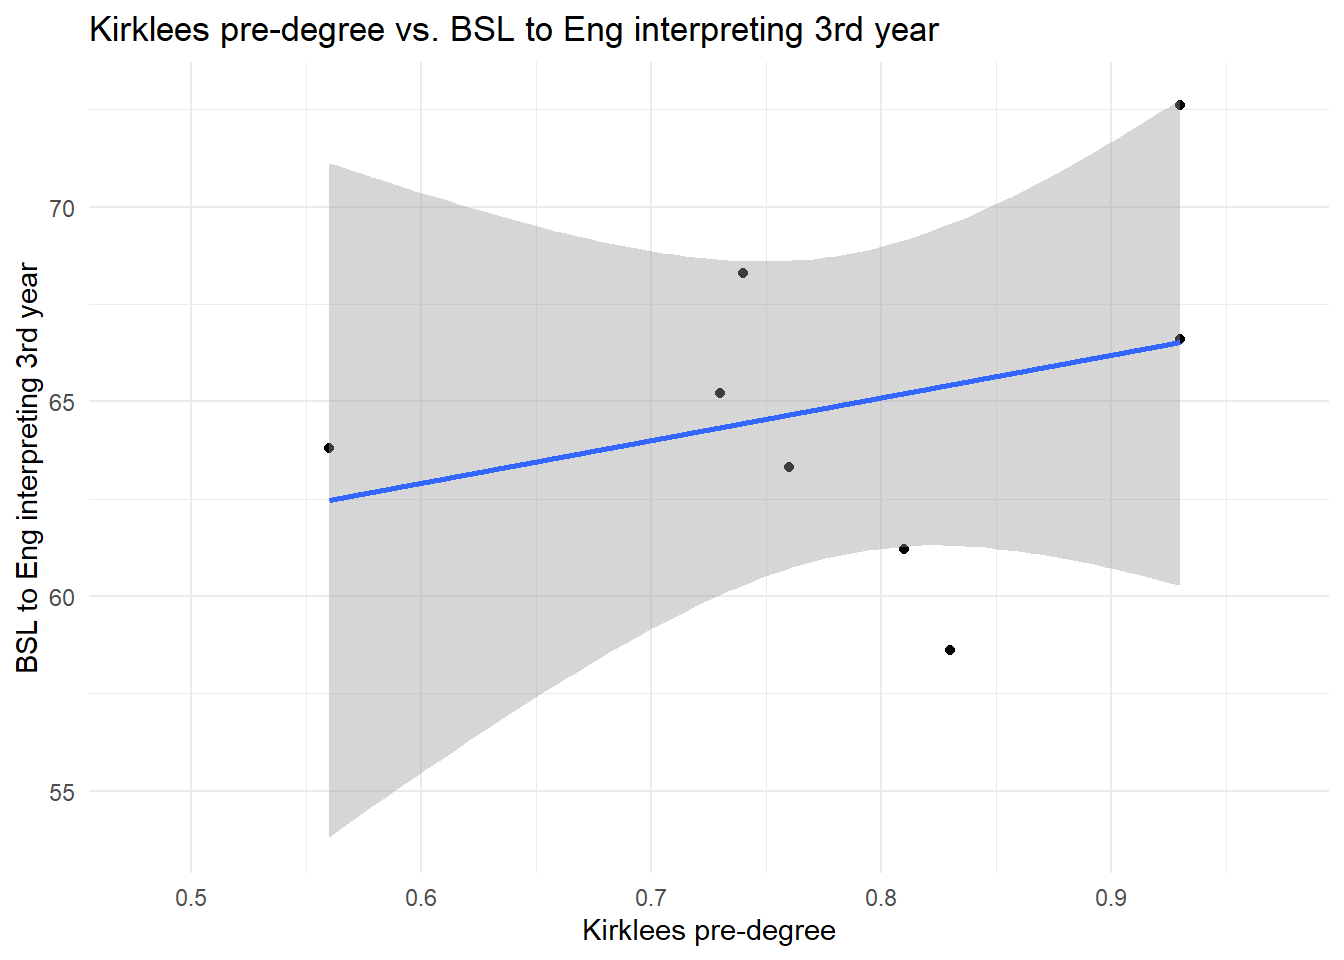 Kirklees pre-degree vs. BSL to Eng interpreting 3rd year
BSL to Eng interpreting 3rd year
70
65
60
55
0.5 0.6 0.7 0.8 0.9
Kirklees pre-degree